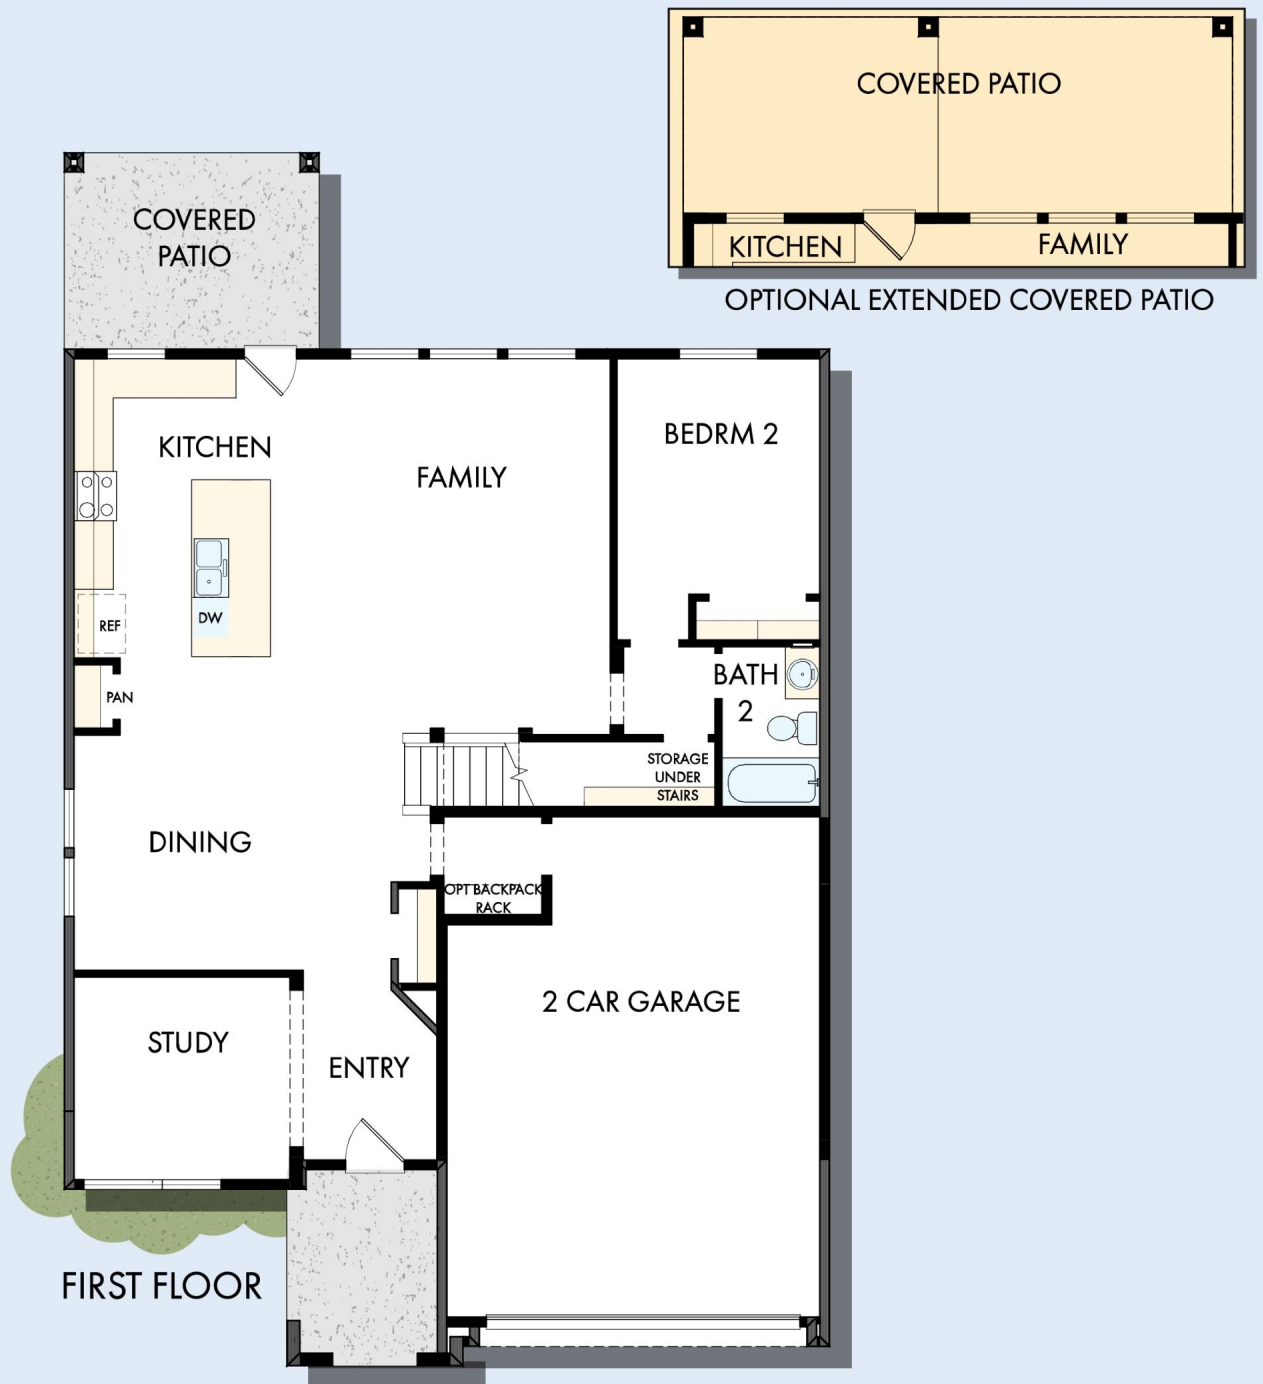 COVERED PATIO
KITCHEN
FAMILY
OPTIONAL EXTENDED COVERED PATIO
COVERED
PATIO
KITCHEN
FAMILY
BEDRM 2
REF
DW
PAN
BATH
2
STORAGE
UNDER
STAIRS
DINING
OPT BACKPACK
RACK
2 CAR GARAGE
STUDY
ENTRY
FIRST FLOOR